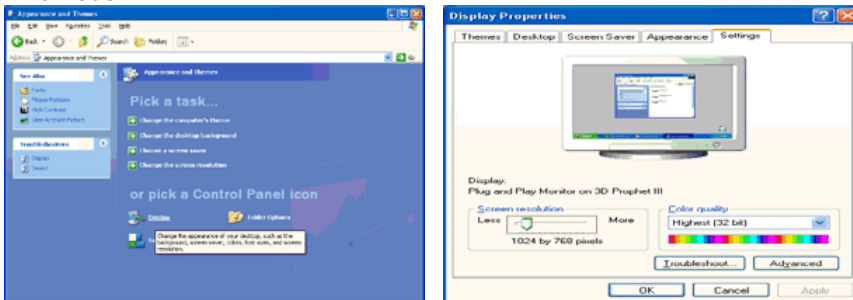 Appearance and Themes
File Edit View Favorites Tools Help
Back Search Folders
Address Appearance and Themes Go
See Also
Fonts
Mouse Pointers
High Contrast
User Account Picture
Troubleshooters
Display
Sound
Appearance and Themes
Pick a task...
Change the computer's theme
Change the desktop background
Choose a screen saver
Change the screen resolution
or pick a Control Panel icon
Display Folder Options
Change the appearance of your desktop, such as the
background, screen saver, colors, font sizes, and screen
resolution.
Display Properties
Themes Desktop Screen Saver Appearance Settings
Display:
Plug and Play Monitor on 3D Prophet III
Screen resolution
Less More
1024 by 768 pixels
Color quality
Highest (32 bit)
Troubleshoot... Advanced
OK Cancel Apply